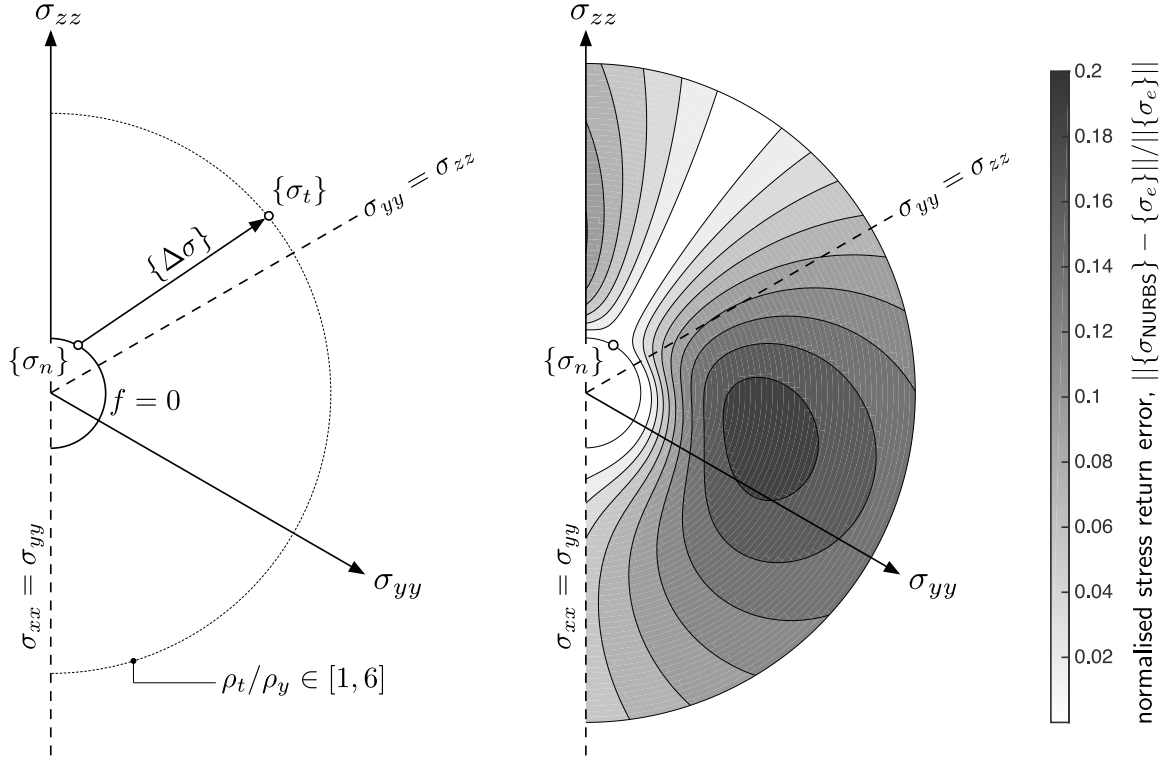 σzz
{σt}
σyy = σzz
{Δσ}
{σn}
f = 0
σxx = σyy
σyy
ρt/ρy ∈ [1, 6]
σzz
σyy = σzz
{σn}
σxx = σyy
σyy
0.2
0.18
0.16
0.14
0.12
0.1
0.08
0.06
0.04
0.02
normalised stress return error, ||{σNURBS} − {σe}||/||{σe}||